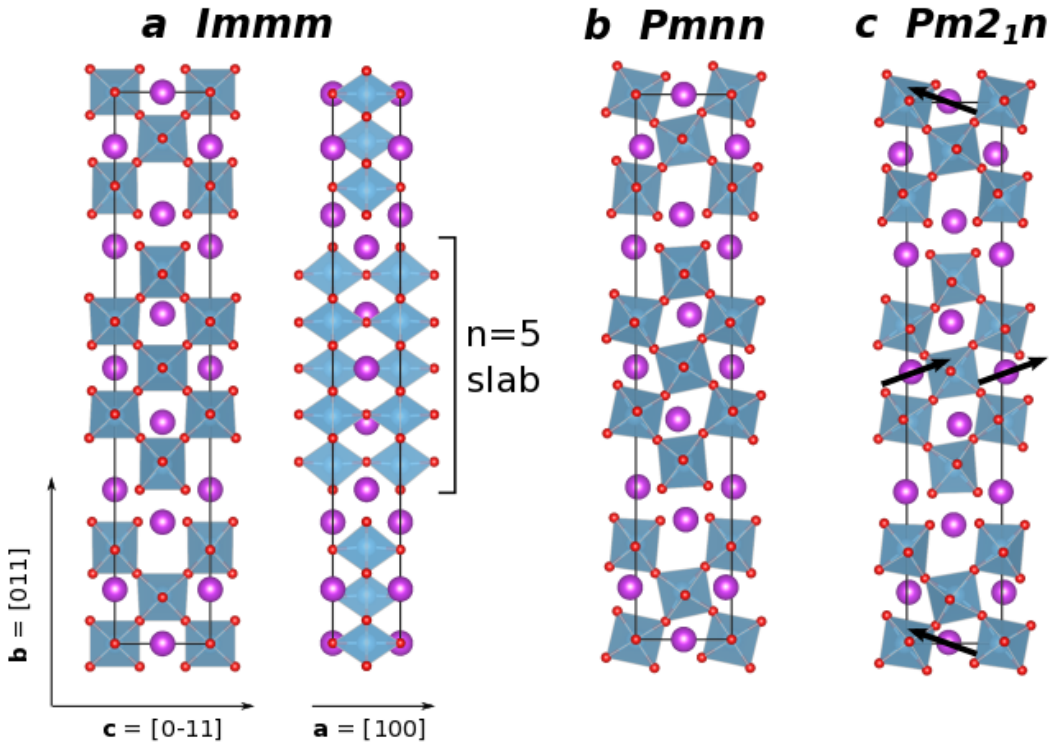 a Immm
b Pmnn
c Pm2₁n
n=5
slab
b = [011]
c = [0-11]
a = [100]